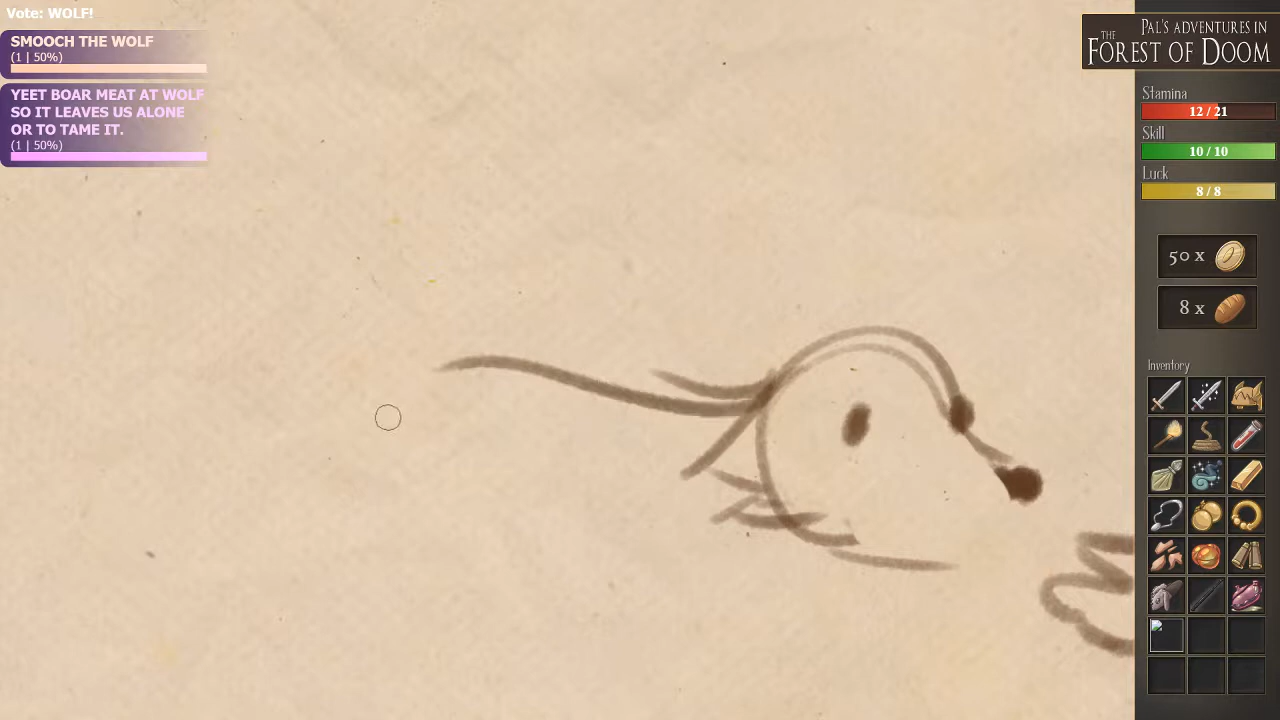 Vote: WOLF!
SMOOCH THE WOLF
(1 | 50%)
YEET BOAR MEAT AT WOLF
SO IT LEAVES US ALONE
OR TO TAME IT.
(1 | 50%)
PAL'S ADVENTURES IN
THE
FOREST OF DOOM
Stamina
12 / 21
Skill
10 / 10
Luck
8 / 8
50 x
8 x
Inventory